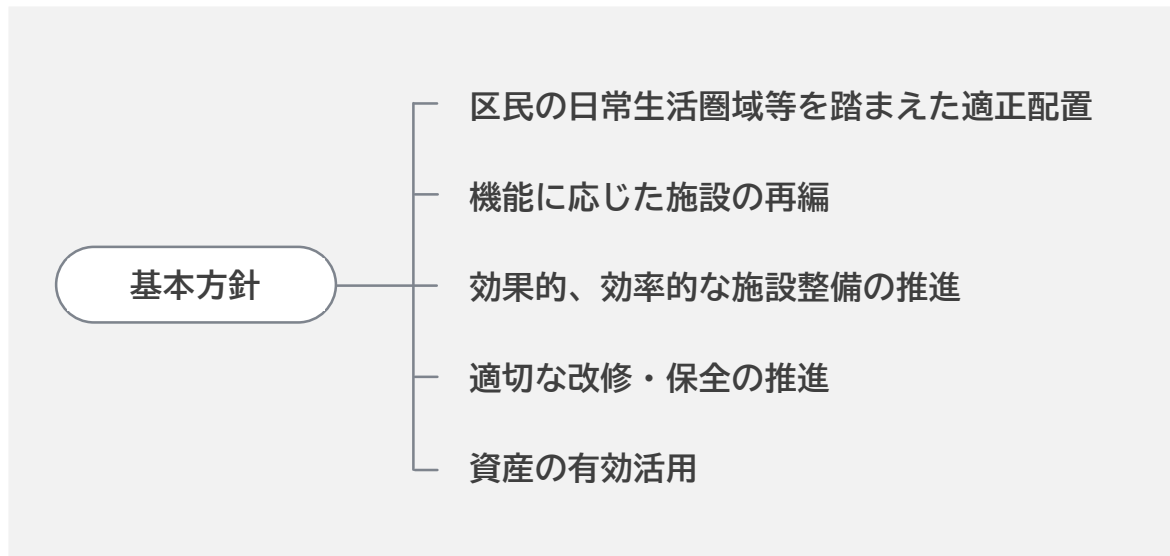 基本方針
区民の日常生活圏域等を踏まえた適正配置
機能に応じた施設の再編
効果的、効率的な施設整備の推進
適切な改修・保全の推進
資産の有効活用